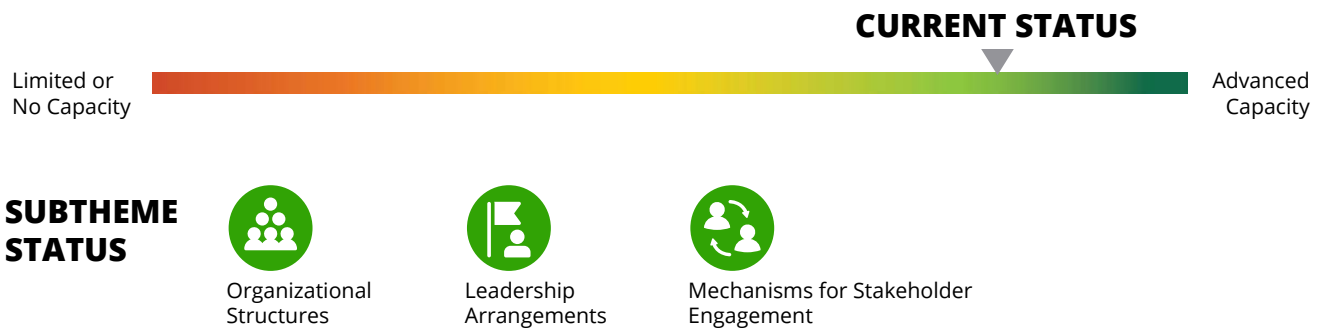 CURRENT STATUS
Limited or
No Capacity
Advanced
Capacity
SUBTHEME
STATUS
Organizational
Structures
Leadership
Arrangements
Mechanisms for Stakeholder
Engagement